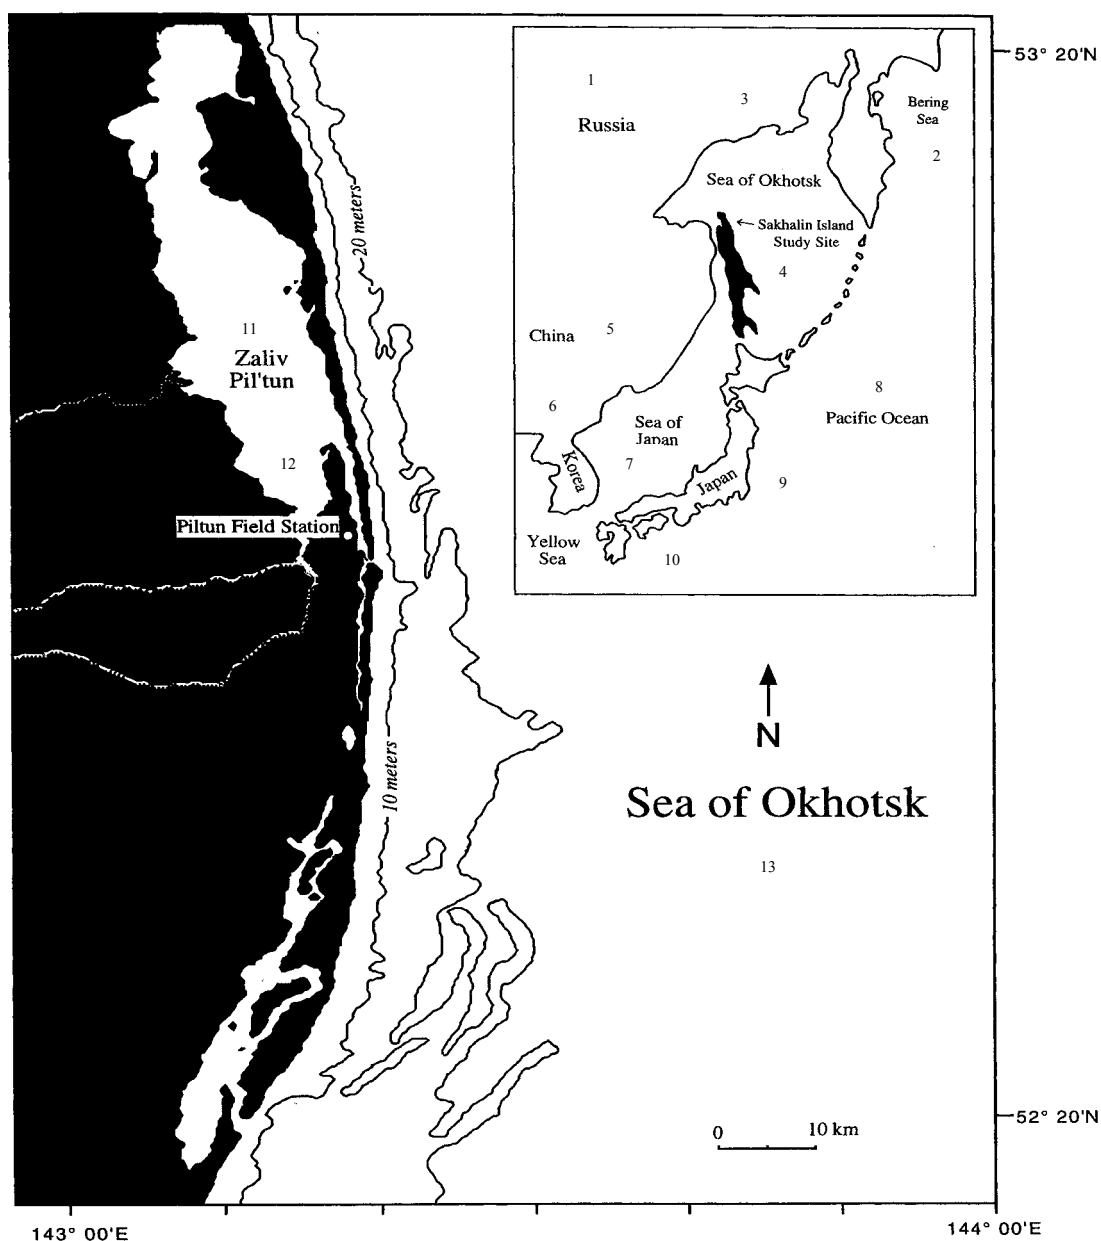 53° 20'N
1
Russia
3
Bering
Sea
2
Sea of Okhotsk
← Sakhalin Island
Study Site
4
20 meters
11
Zaliv
Pil'tun
China
5
6
8
Pacific Ocean
Sea of
Japan
7
Korea
Japan
9
12
Piltun Field Station
Yellow
Sea
10
N
10 meters
Sea of Okhotsk
13
0 10 km
52° 20'N
143° 00'E
144° 00'E